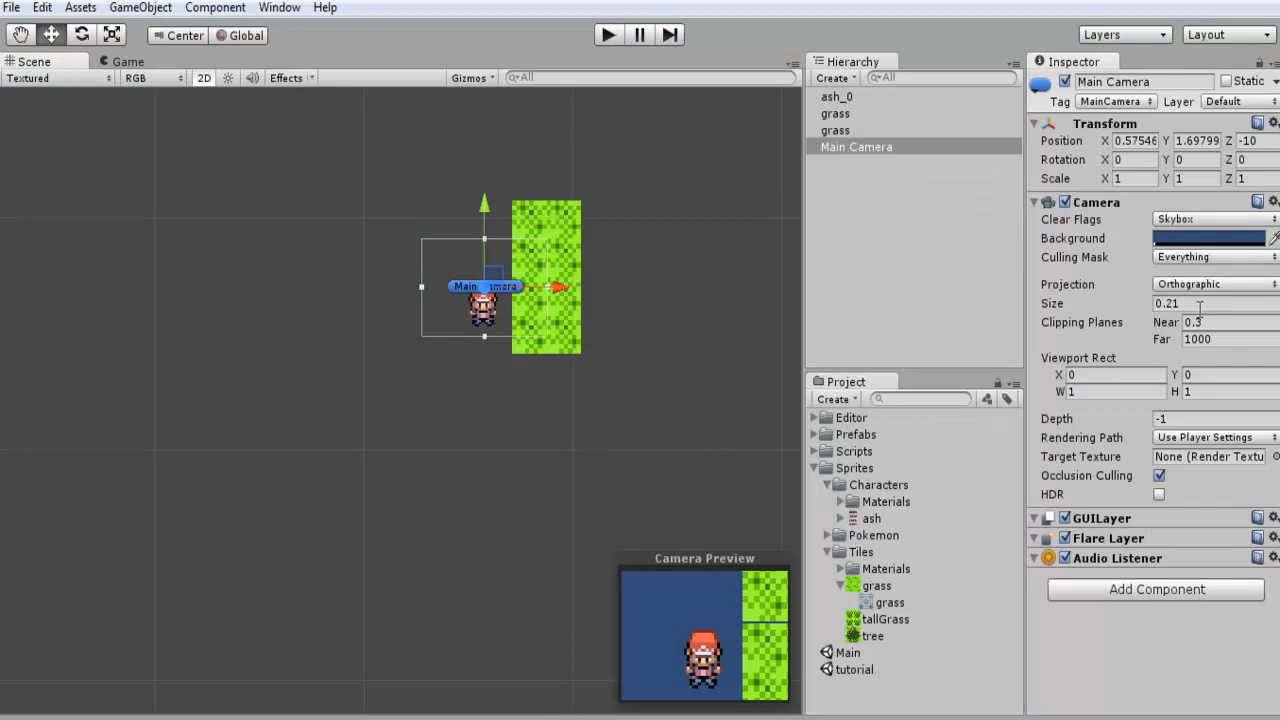 File Edit Assets GameObject Component Window Help
Center Global Layers Layout
Scene Game
Textured RGB 2D Effects Gizmos All
Hierarchy
Create All
ash_0
grass
grass
Main Camera
Project
Create
Editor
Prefabs
Scripts
Sprites
Characters
Materials
ash
Pokemon
Tiles
Materials
grass
grass
tallGrass
tree
Main
tutorial
Inspector
Main Camera Static
Tag MainCamera Layer Default
Transform
Position X 0.57546 Y 1.69799 Z -10
Rotation X 0 Y 0 Z 0
Scale X 1 Y 1 Z 1
Camera
Clear Flags Skybox
Background
Culling Mask Everything
Projection Orthographic
Size 0.21
Clipping Planes Near 0.3
Far 1000
Viewport Rect
X 0 Y 0
W 1 H 1
Depth -1
Rendering Path Use Player Settings
Target Texture None (Render Textu
Occlusion Culling
HDR
GUILayer
Flare Layer
Audio Listener
Add Component
Main
Camera Preview